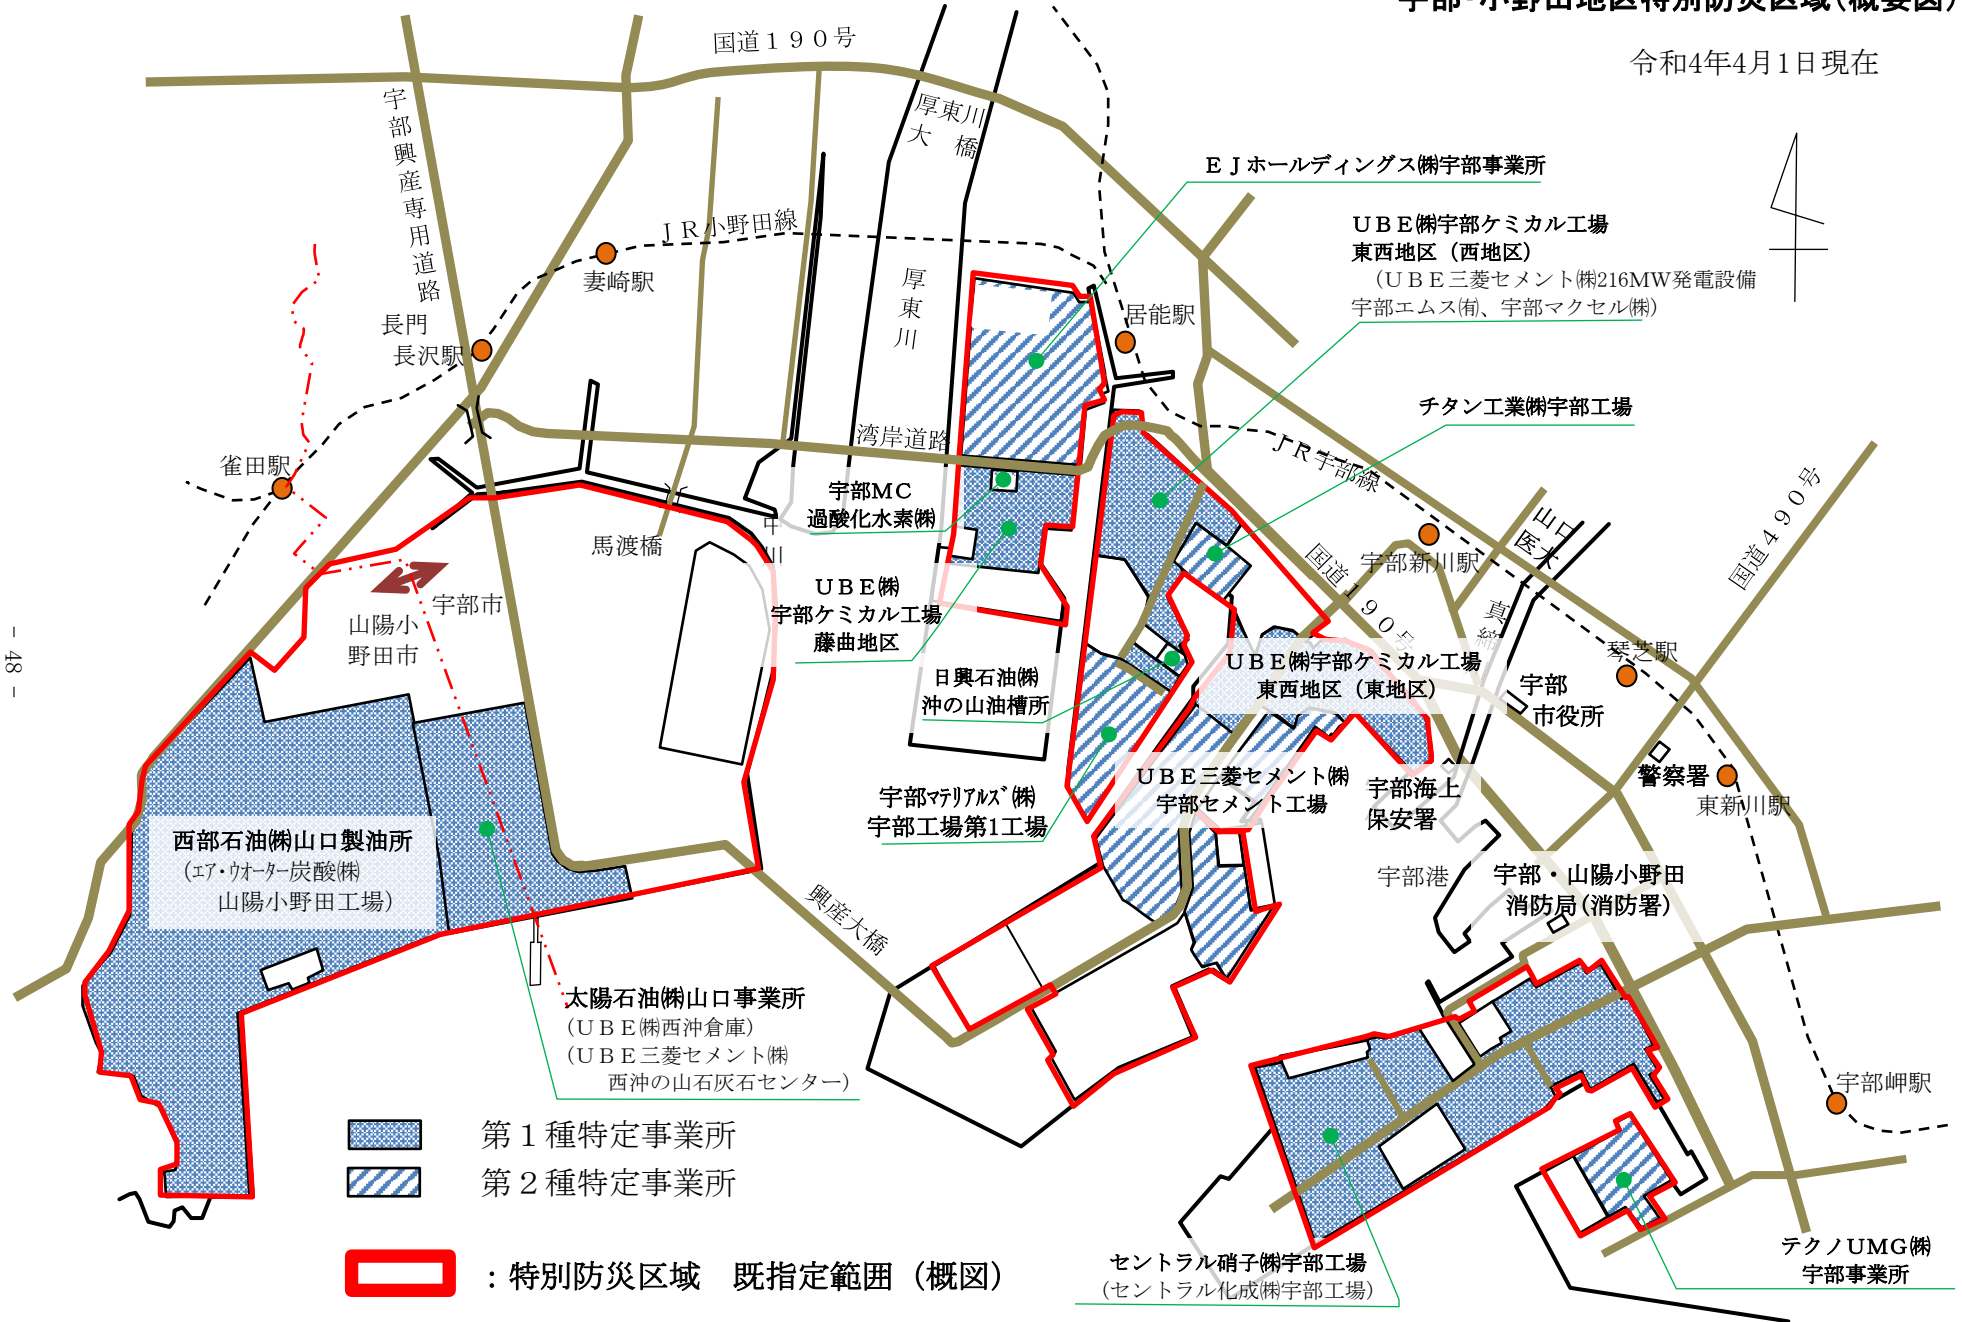 宇部・小野田地区特別防災区域(概要図)
令和4年4月1日現在
国道１９０号
宇部興産専用道路
厚東川
大　橋
ＥＪホールディングス㈱宇部事業所
ＵＢＥ㈱宇部ケミカル工場
東西地区（西地区）
（ＵＢＥ三菱セメント㈱216MW発電設備
宇部エムス㈲、宇部マクセル㈱）
ＪＲ小野田線
妻崎駅
厚東川
居能駅
長門
長沢駅
チタン工業㈱宇部工場
湾岸道路
ＪＲ宇部線
雀田駅
宇部MC
過酸化水素㈱
中川
馬渡橋
山口
医大
国道４９０号
宇部新川駅
国道１９０号
宇部市
山陽小
野田市
ＵＢＥ㈱
宇部ケミカル工場
藤曲地区
真締
－ 48 －
日興石油㈱
沖の山油槽所
ＵＢＥ㈱宇部ケミカル工場
東西地区（東地区）
宇部
市役所
琴芝駅
宇部ﾏﾃﾘｱﾙｽﾞ㈱
宇部工場第1工場
ＵＢＥ三菱セメント㈱
宇部セメント工場
宇部海上
保安署
警察署
東新川駅
西部石油㈱山口製油所
（ｴｱ・ｳｵｰﾀｰ炭酸㈱
山陽小野田工場）
宇部港
宇部・山陽小野田
消防局(消防署)
興産大橋
太陽石油㈱山口事業所
（ＵＢＥ㈱西沖倉庫）
（ＵＢＥ三菱セメント㈱
西沖の山石灰石センター）
宇部岬駅
第１種特定事業所
第２種特定事業所
：特別防災区域　既指定範囲（概図）
セントラル硝子㈱宇部工場
（セントラル化成㈱宇部工場）
テクノUMG㈱
宇部事業所